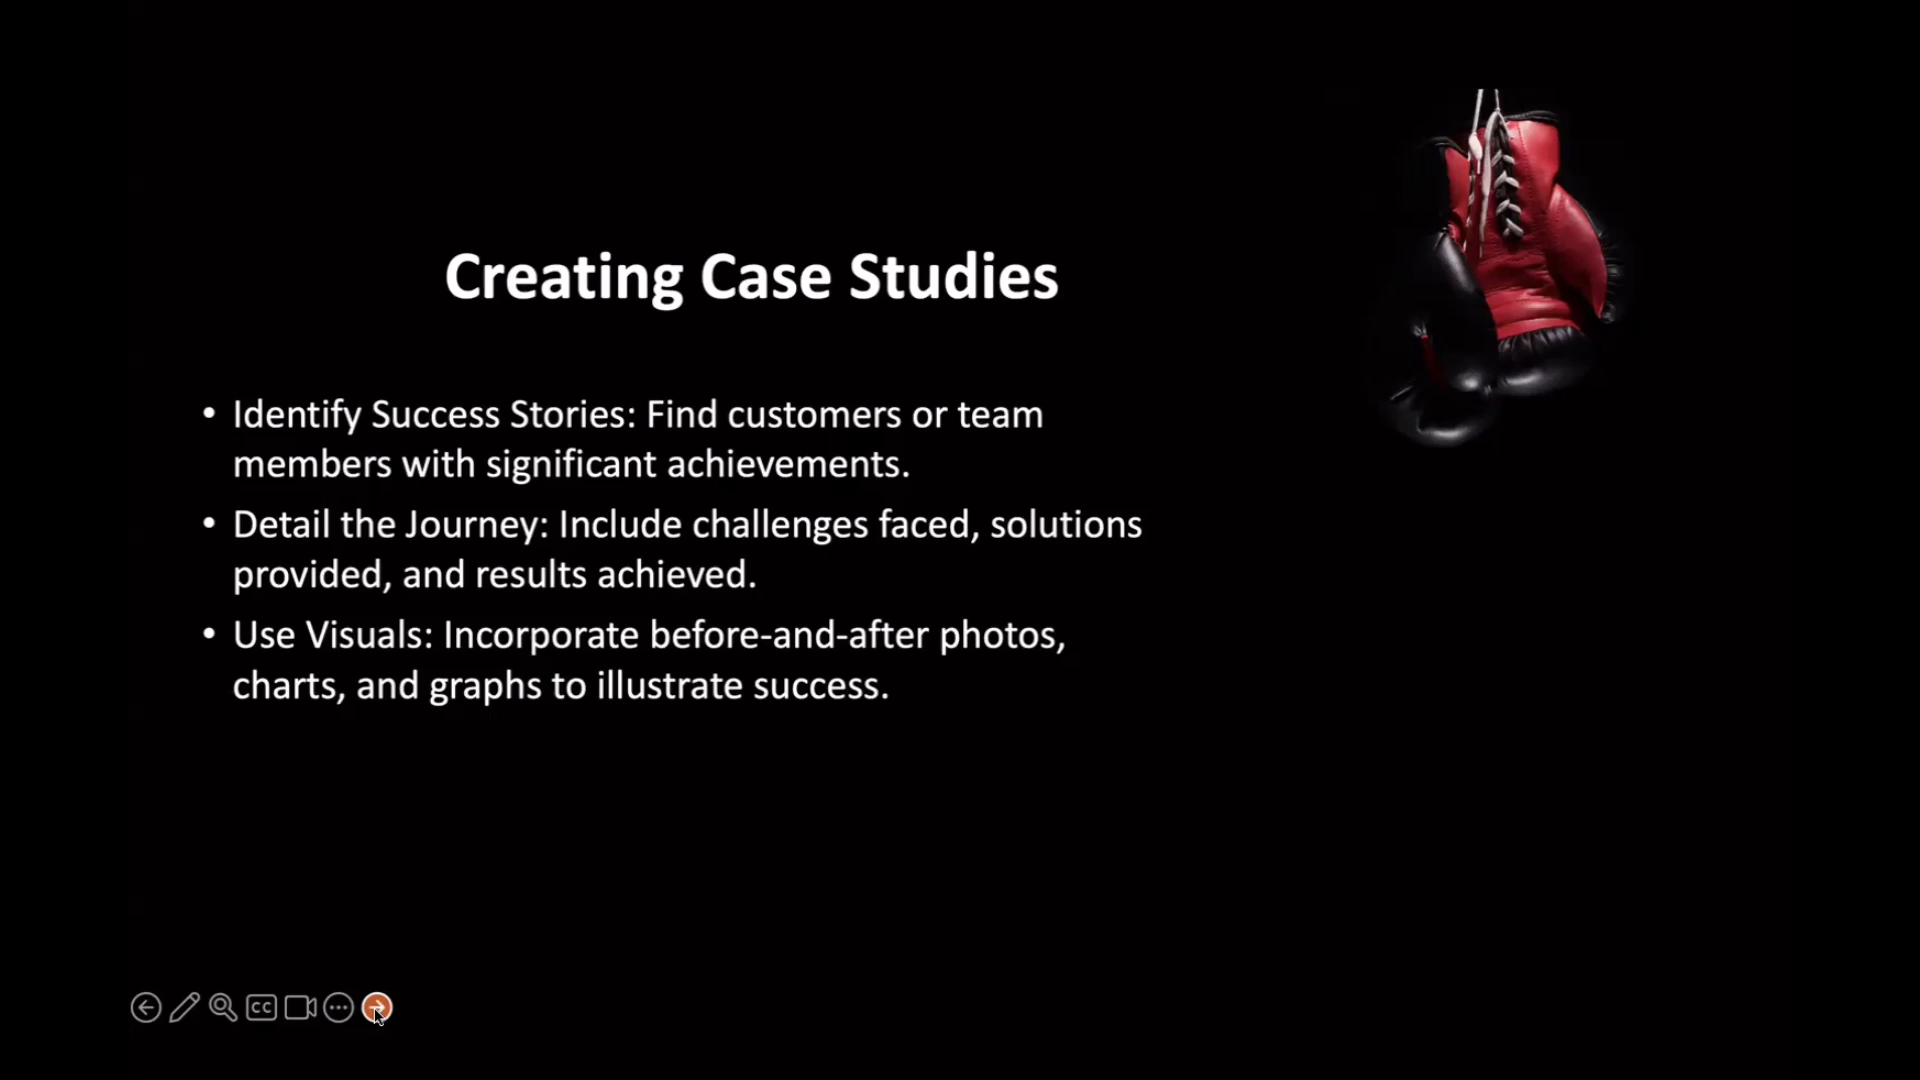 Creating Case Studies
• Identify Success Stories: Find customers or team
members with significant achievements.
• Detail the Journey: Include challenges faced, solutions
provided, and results achieved.
• Use Visuals: Incorporate before-and-after photos,
charts, and graphs to illustrate success.
CC